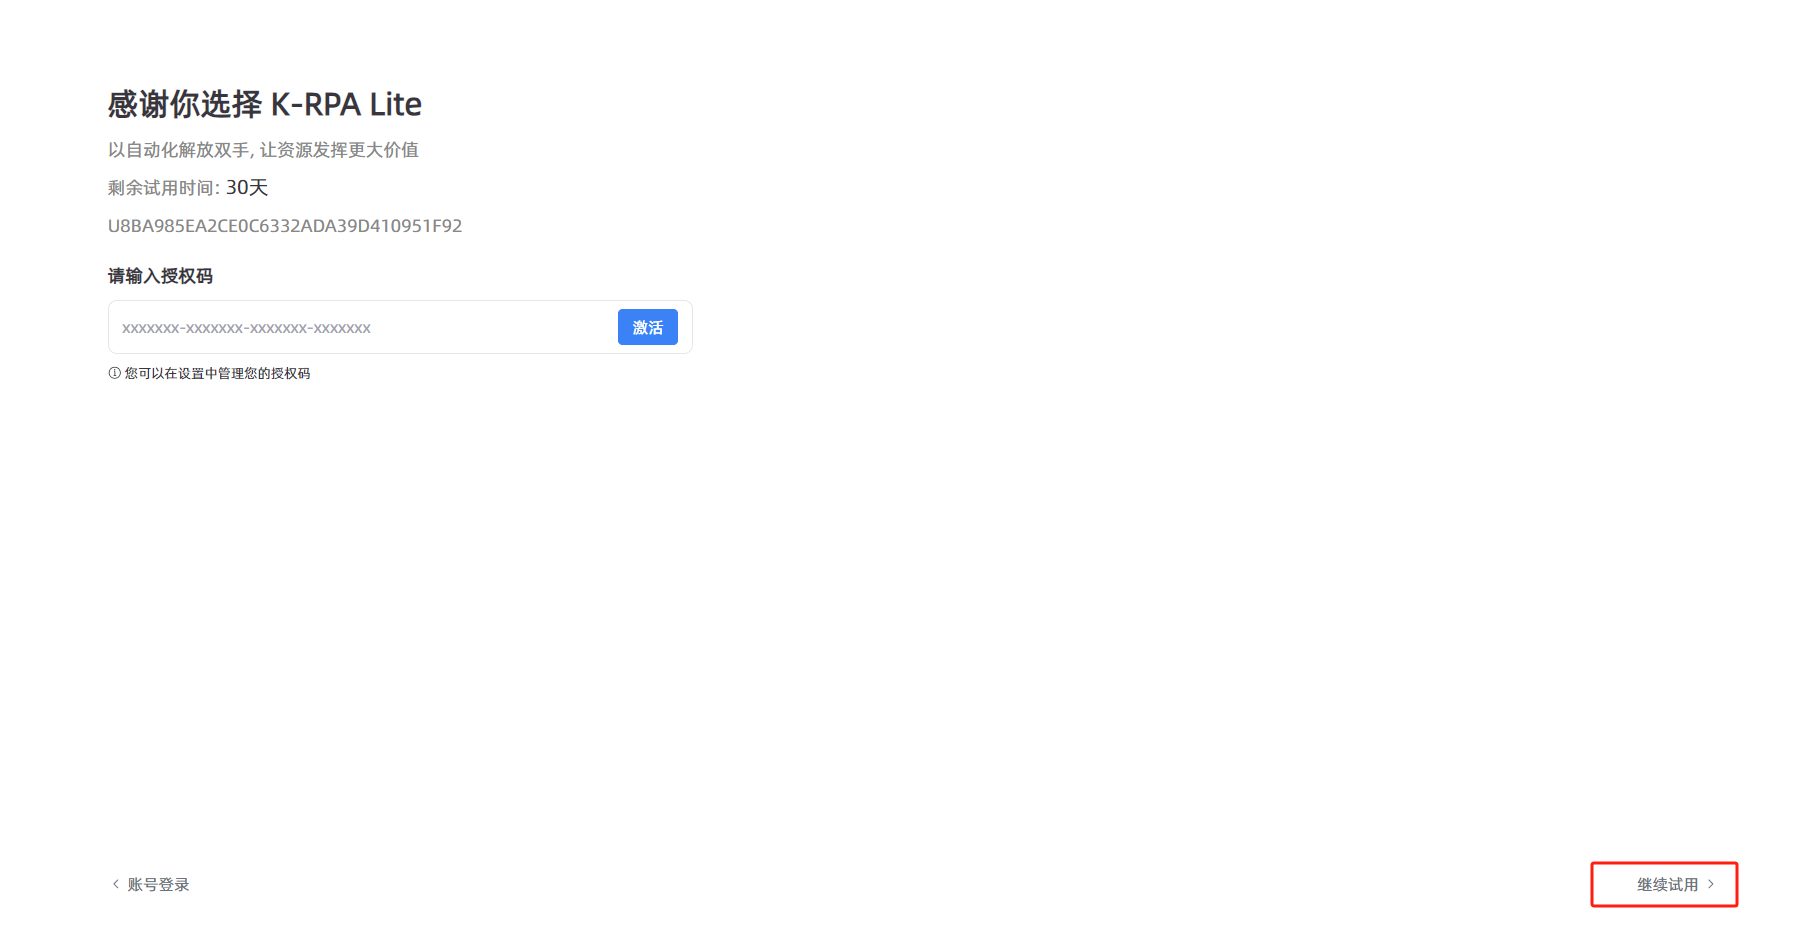 感谢你选择 K-RPA Lite
以自动化解放双手, 让资源发挥更大价值
剩余试用时间: 30天
U8BA985EA2CE0C6332ADA39D410951F92
请输入授权码
xxxxxxx-xxxxxxx-xxxxxxx-xxxxxxx
激活
您可以在设置中管理您的授权码
账号登录
继续试用